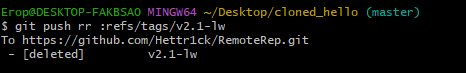 Егор@DESKTOP-FAKBSAO MINGW64 ~/Desktop/cloned_hello (master)
$ git push rr :refs/tags/v2.1-lw
To https://github.com/Hettr1ck/RemoteRep.git
 - [deleted]         v2.1-lw